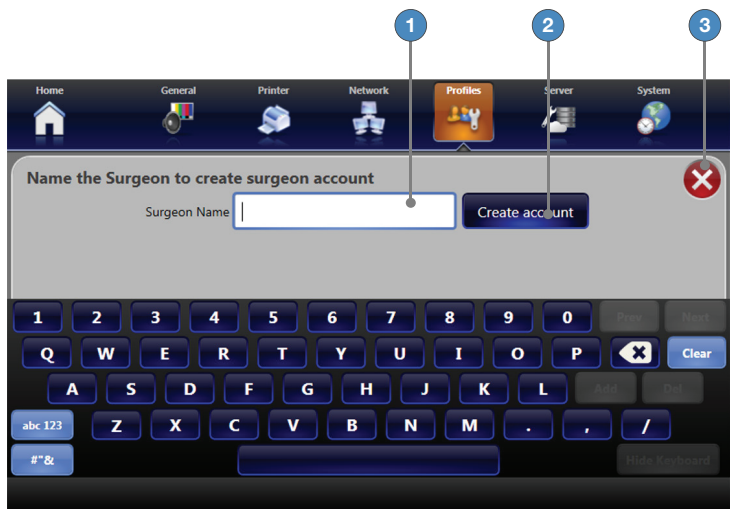 1 2 3
Home General Printer Network Profiles Server System
Name the Surgeon to create surgeon account
Surgeon Name Create account
1 2 3 4 5 6 7 8 9 0 Prev Next
Q W E R T Y U I O P Clear
A S D F G H J K L Add Del
abc 123 Z X C V B N M . , /
#"& Hide Keyboard